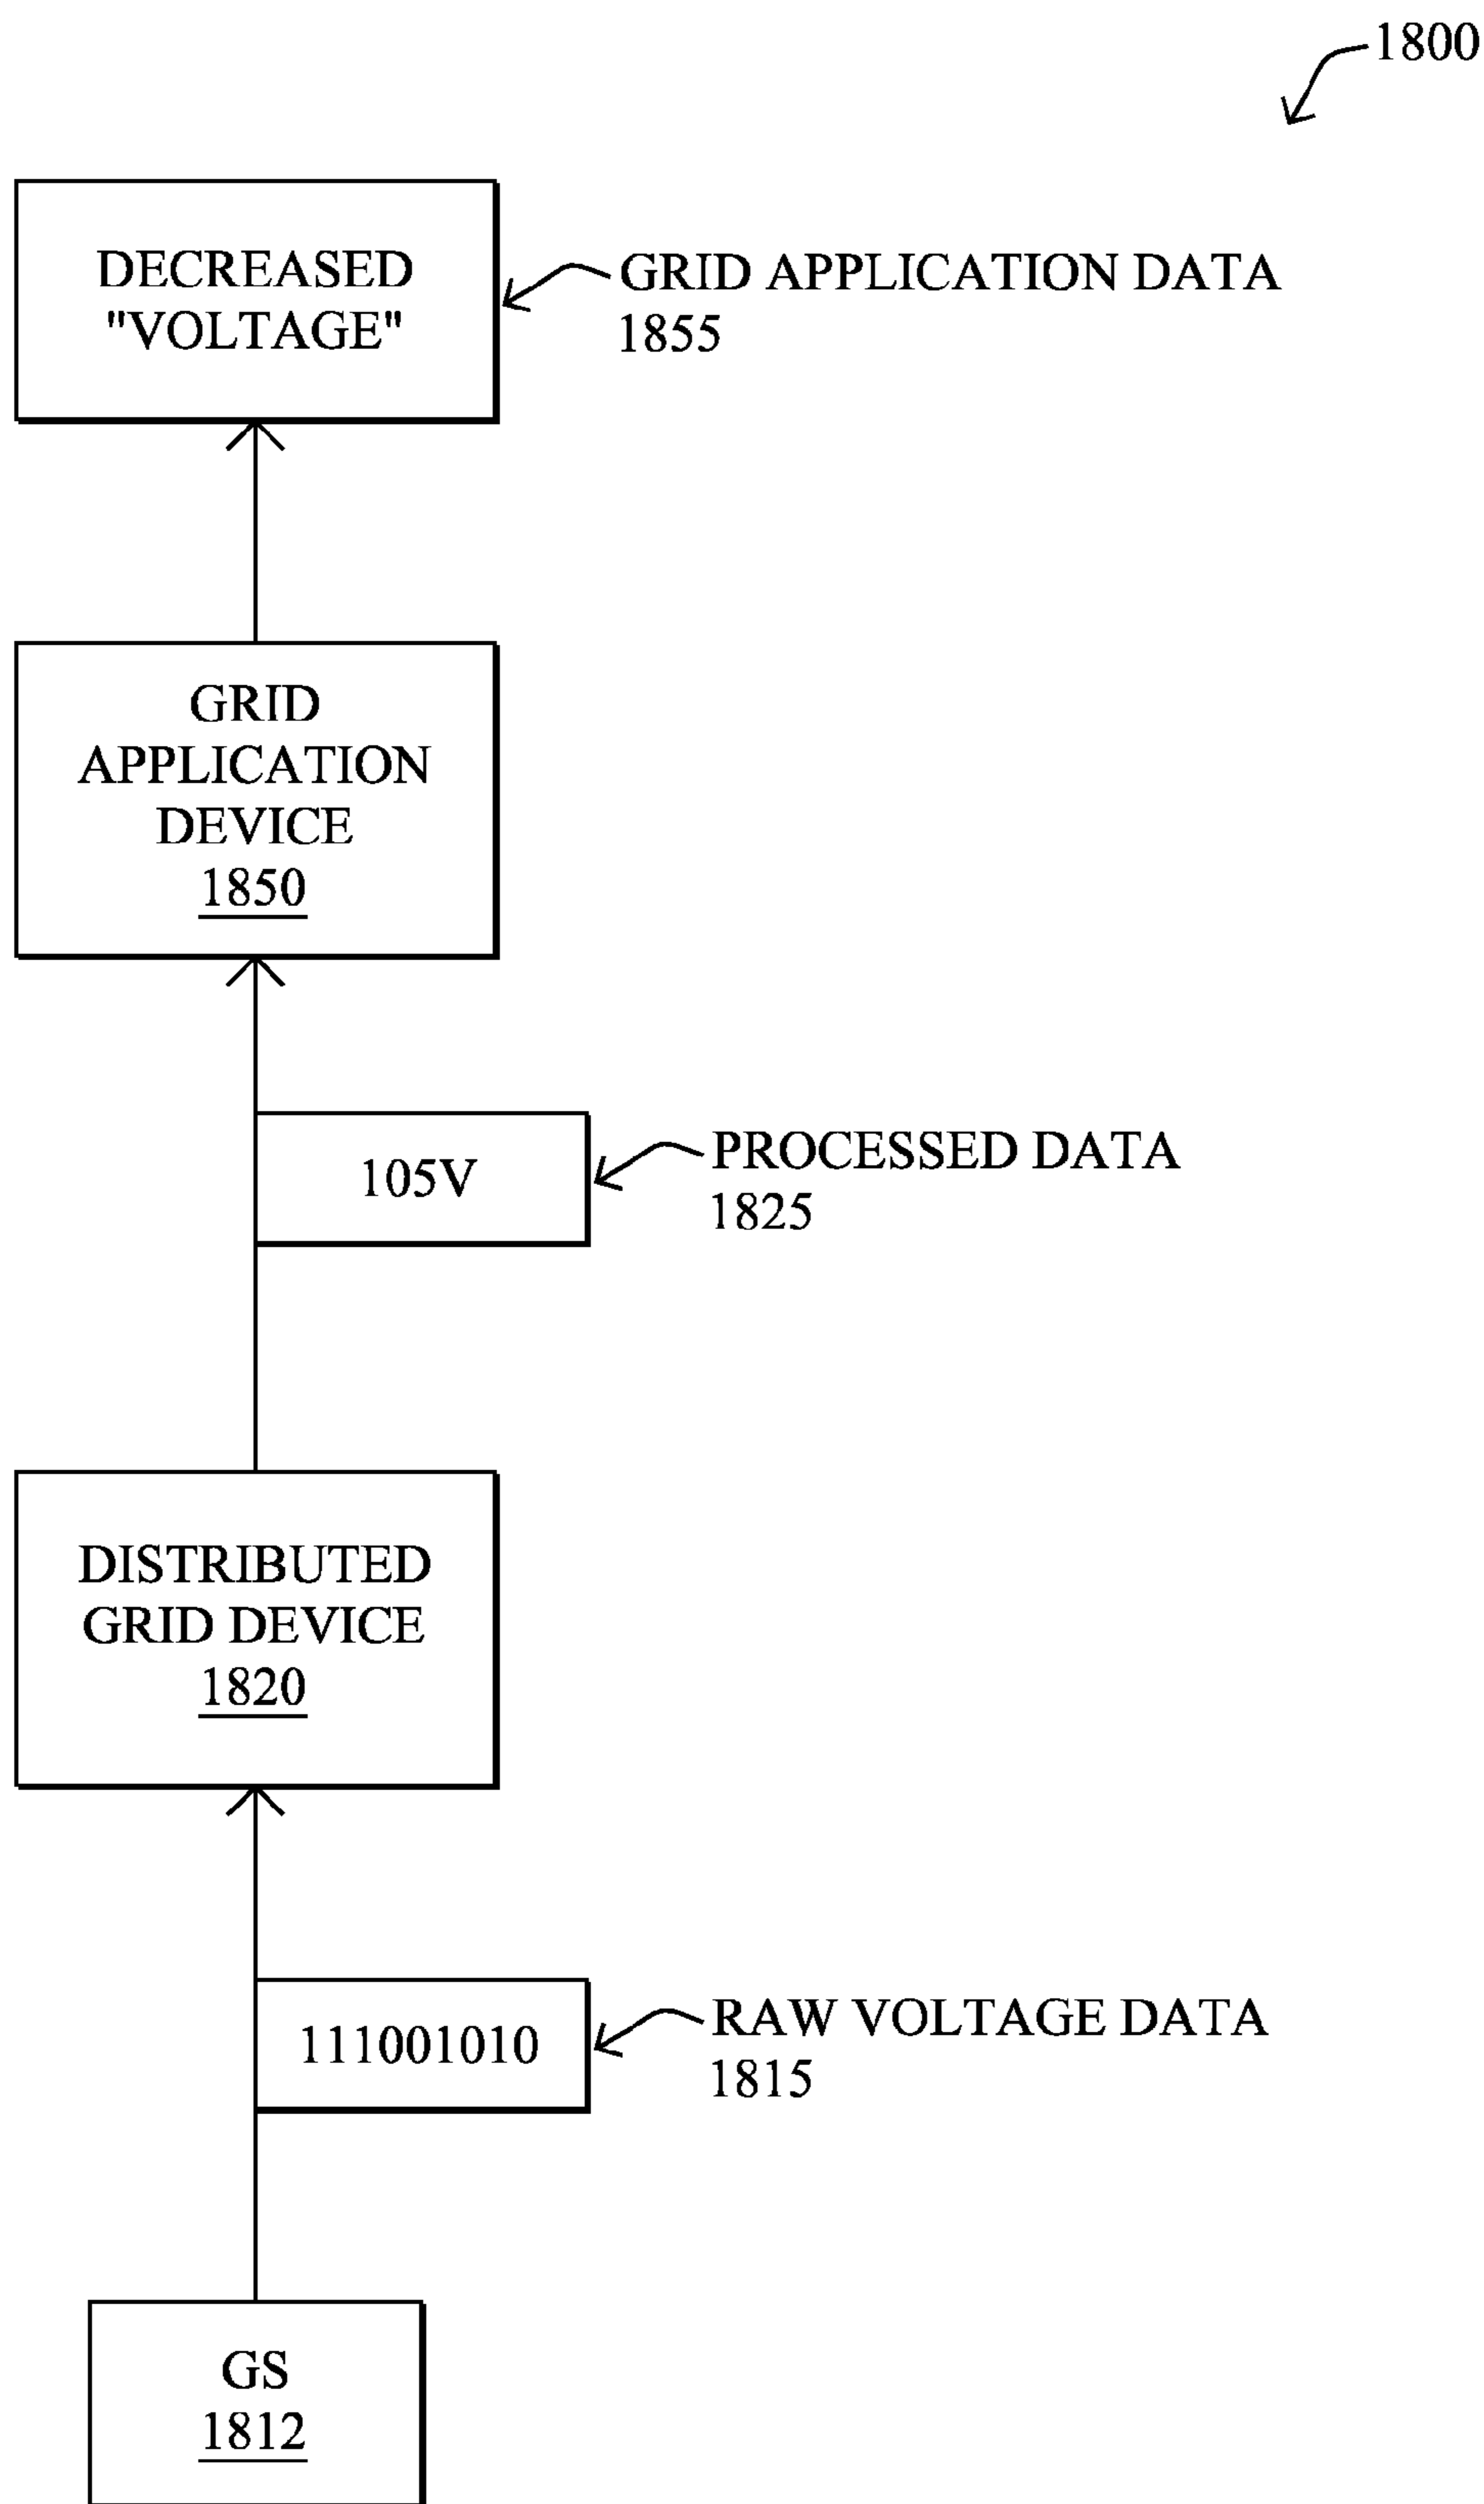 1800
DECREASED
"VOLTAGE"
GRID APPLICATION DATA
1855
GRID
APPLICATION
DEVICE
1850
105V
PROCESSED DATA
1825
DISTRIBUTED
GRID DEVICE
1820
111001010
RAW VOLTAGE DATA
1815
GS
1812